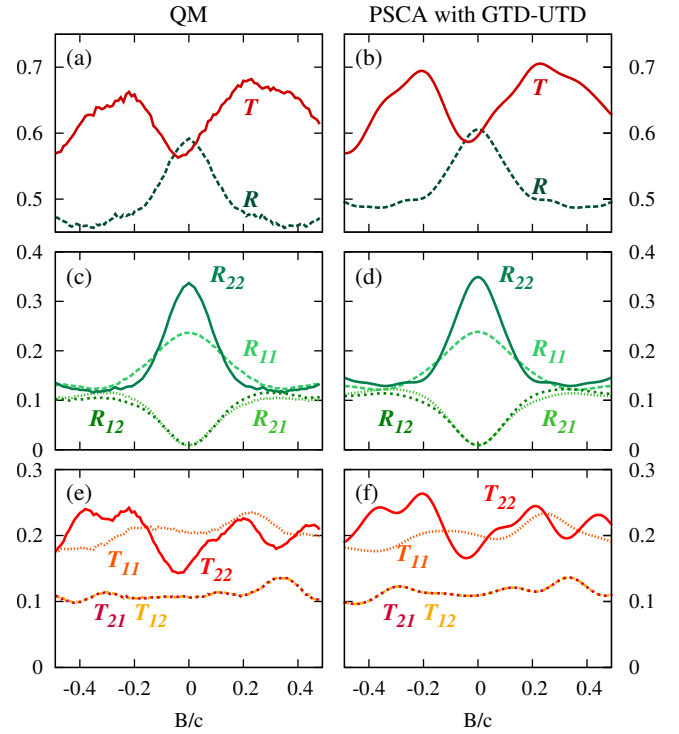 QM PSCA with GTD-UTD
(a) (b)
0.7 0.7
T T
0.6 0.6
R R
0.5 0.5
0.4 (c) (d) 0.4
R22 R22
0.3 0.3
R11 R11
0.2 0.2
0.1 0.1
R12 R21 R12 R21
0 0
0.3 (e) (f) 0.3
T22
0.2 0.2
T11 T22 T11
0.1 0.1
T21 T12 T21 T12
0 0
-0.4 -0.2 0 0.2 0.4 -0.4 -0.2 0 0.2 0.4
B/c B/c